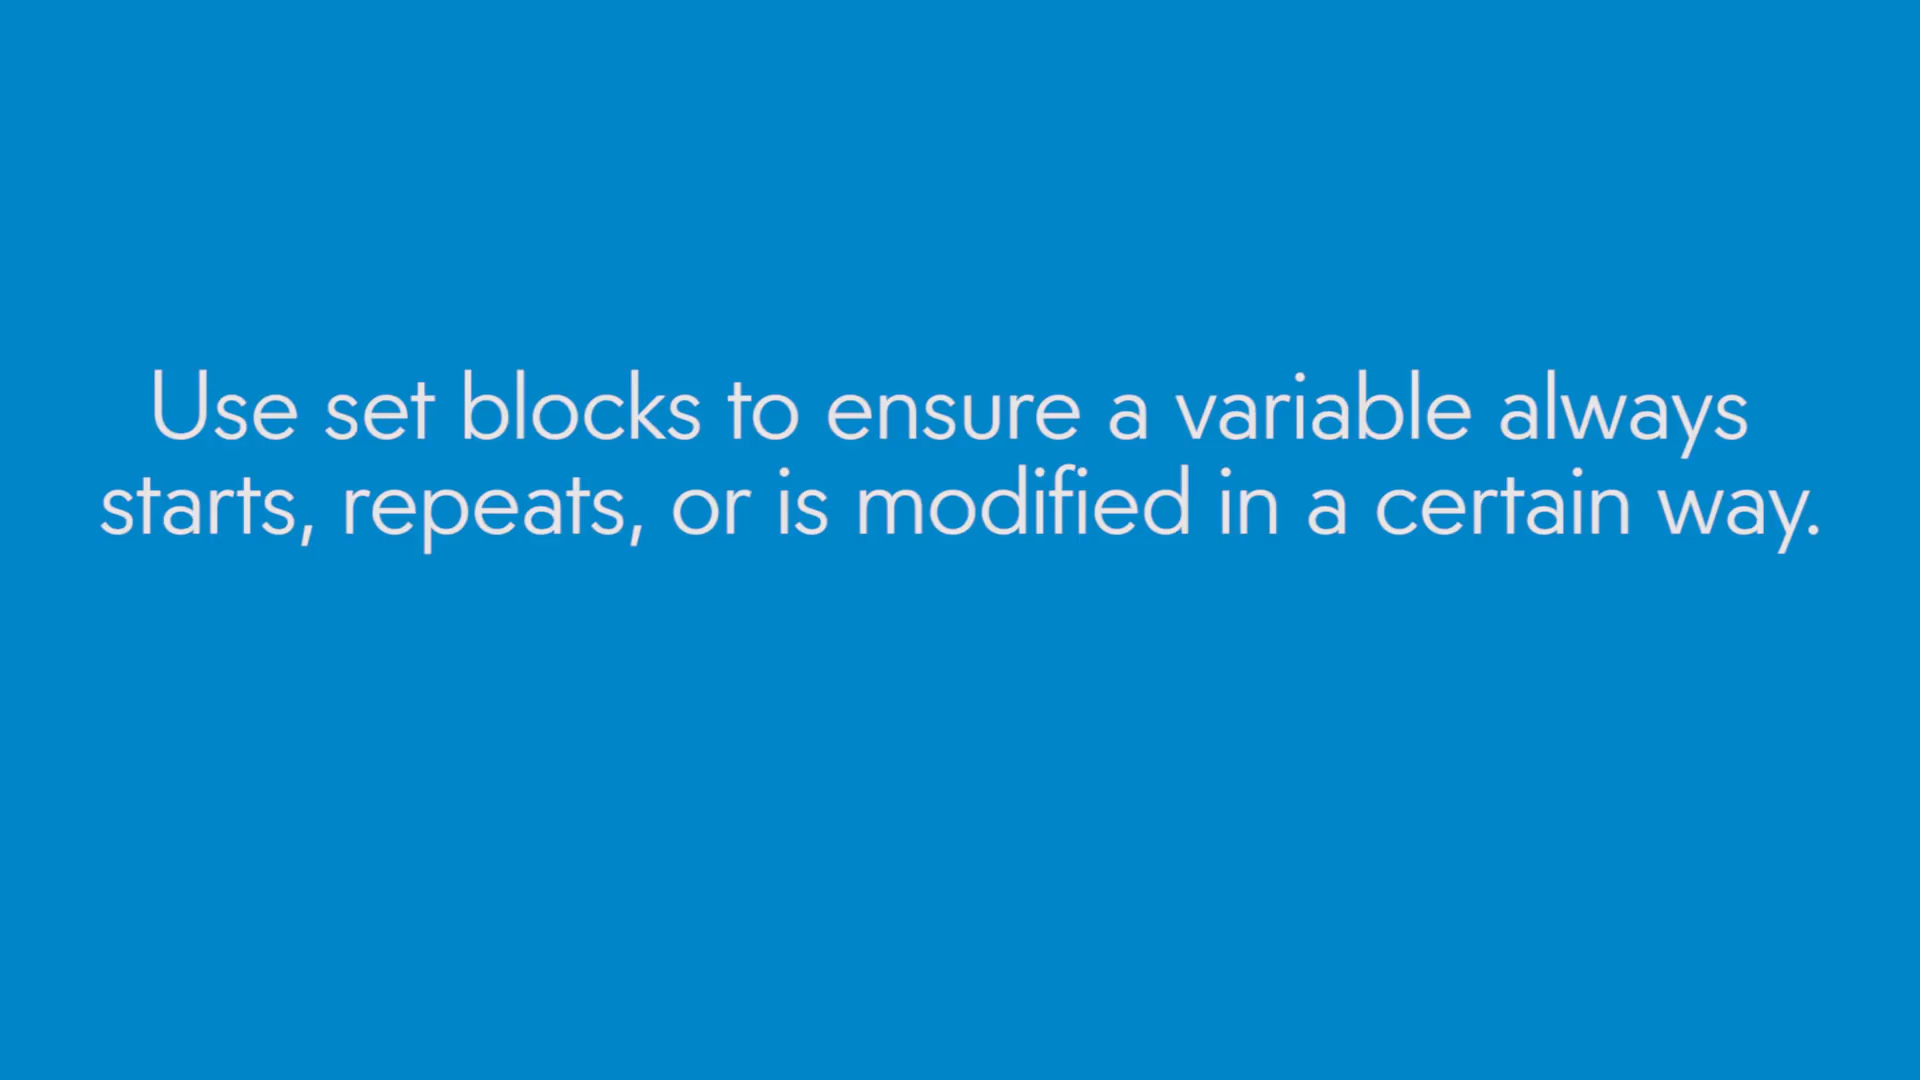 Use set blocks to ensure a variable always
starts, repeats, or is modified in a certain way.